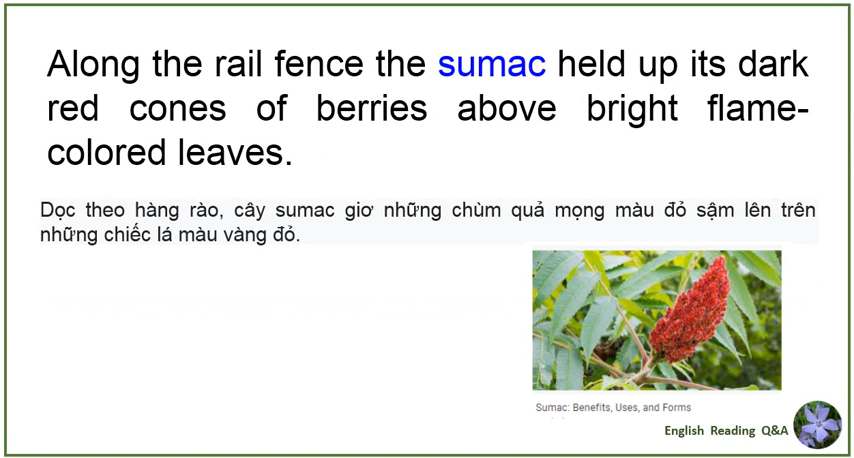 Along the rail fence the sumac held up its dark
red cones of berries above bright flame-
colored leaves.
Dọc theo hàng rào, cây sumac giơ những chùm quả mọng màu đỏ sậm lên trên
những chiếc lá màu vàng đỏ.
Sumac: Benefits, Uses, and Forms
English Reading Q&A